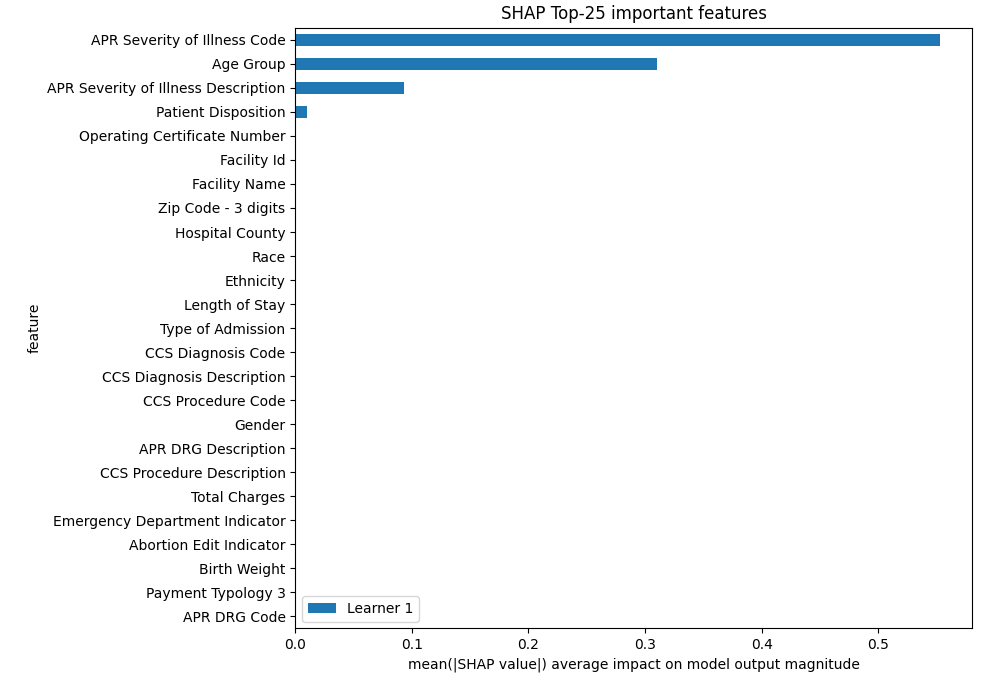 SHAP Top-25 important features
APR Severity of Illness Code
Age Group
APR Severity of Illness Description
Patient Disposition
Operating Certificate Number
Facility Id
Facility Name
Zip Code - 3 digits
Hospital County
Race
Ethnicity
Length of Stay
Type of Admission
CCS Diagnosis Code
CCS Diagnosis Description
CCS Procedure Code
Gender
APR DRG Description
CCS Procedure Description
Total Charges
Emergency Department Indicator
Abortion Edit Indicator
Birth Weight
Payment Typology 3
APR DRG Code
feature
Learner 1
0.0 0.1 0.2 0.3 0.4 0.5
mean(|SHAP value|) average impact on model output magnitude